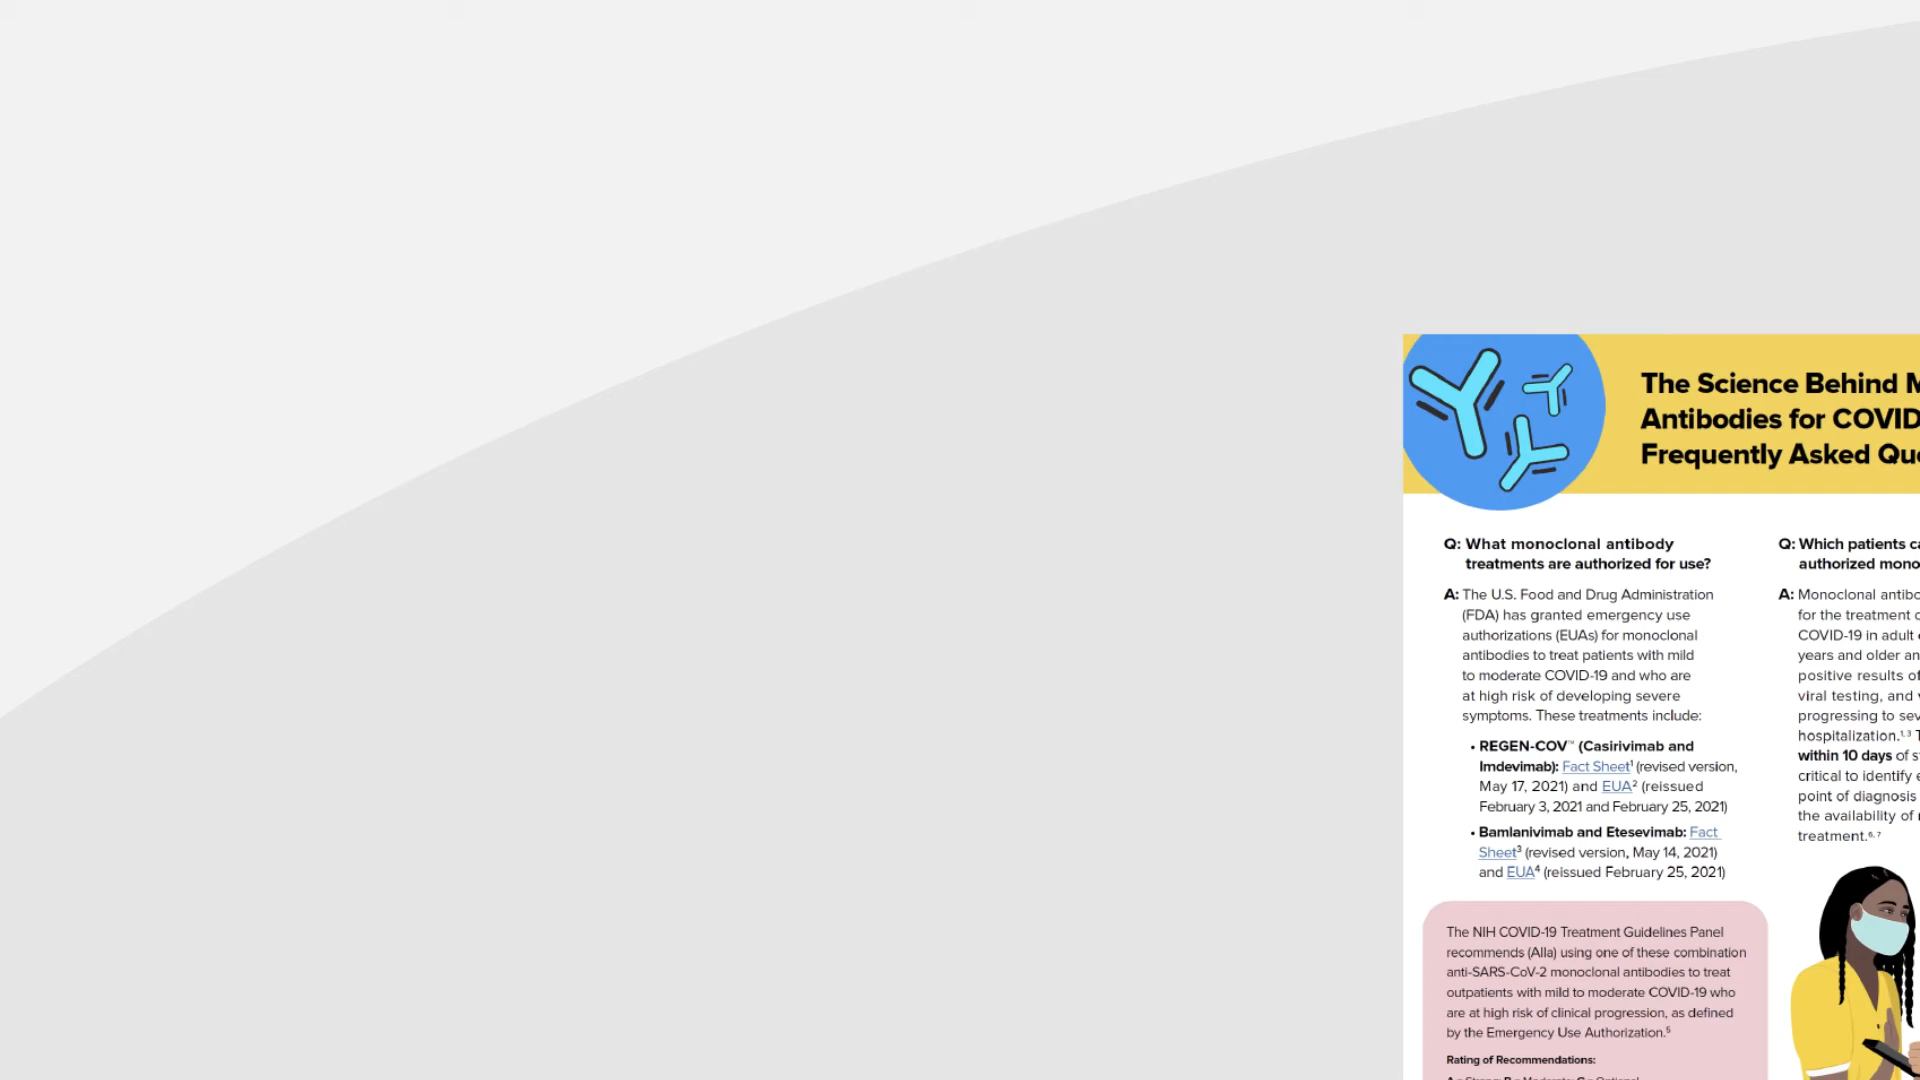 The Science Behind
Antibodies for COVID
Frequently Asked
Q: What monoclonal antibody
treatments are authorized for use?
A: The U.S. Food and Drug Administration
(FDA) has granted emergency use
authorizations (EUAs) for monoclonal
antibodies to treat patients with mild
to moderate COVID-19 and who are
at high risk of developing severe
symptoms. These treatments include:
• REGEN-COV™ (Casirivimab and
Imdevimab): Fact Sheet¹ (revised version,
May 17, 2021) and EUA² (reissued
February 3, 2021 and February 25, 2021)
• Bamlanivimab and Etesevimab: Fact
Sheet³ (revised version, May 14, 2021)
and EUA⁴ (reissued February 25, 2021)
The NIH COVID-19 Treatment Guidelines Panel
recommends (AIIa) using one of these combination
anti-SARS-CoV-2 monoclonal antibodies to treat
outpatients with mild to moderate COVID-19 who
are at high risk of clinical progression, as defined
by the Emergency Use Authorization.⁵
Rating of Recommendations:
Q: Which patients
authorized
A: Monoclonal
for the treatment
COVID-19 in adult
years and older
positive results of
viral testing, and
progressing to
hospitalization.¹˒³
within 10 days of
critical to identify
point of diagnosis
the availability of
treatment.⁶˒⁷